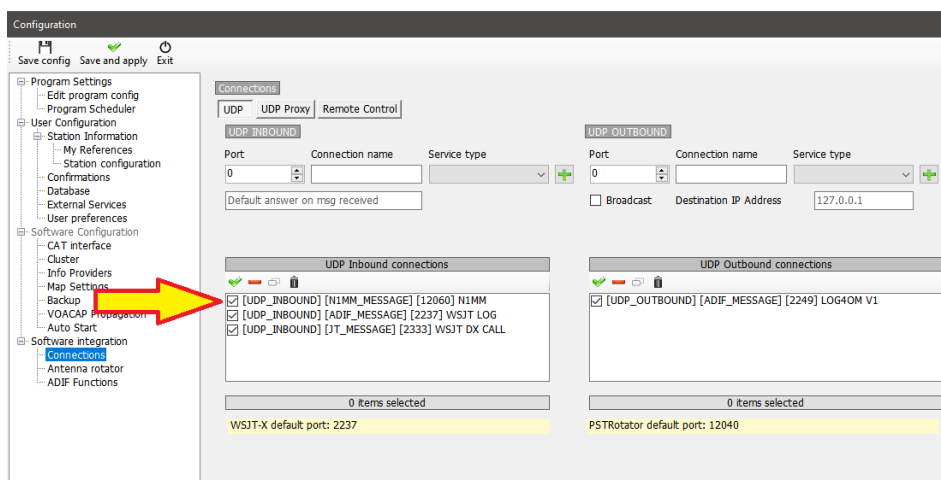 Configuration
Save config Save and apply Exit
Program Settings
Edit program config
Program Scheduler
User Configuration
Station Information
My References
Station configuration
Confirmations
Database
External Services
User preferences
Software Configuration
CAT interface
Cluster
Info Providers
Map Settings
Backup
VOACAP Propagation
Auto Start
Software integration
Connections
Antenna rotator
ADIF Functions
Connections
UDP UDP Proxy Remote Control
UDP INBOUND
Port Connection name Service type
0
Default answer on msg received
UDP Inbound connections
[UDP_INBOUND] [N1MM_MESSAGE] [12060] N1MM
[UDP_INBOUND] [ADIF_MESSAGE] [2237] WSJT LOG
[UDP_INBOUND] [JT_MESSAGE] [2333] WSJT DX CALL
0 items selected
WSJT-X default port: 2237
UDP OUTBOUND
Port Connection name Service type
0
Broadcast Destination IP Address 127.0.0.1
UDP Outbound connections
[UDP_OUTBOUND] [ADIF_MESSAGE] [2249] LOG4OM V1
0 items selected
PSTRotator default port: 12040